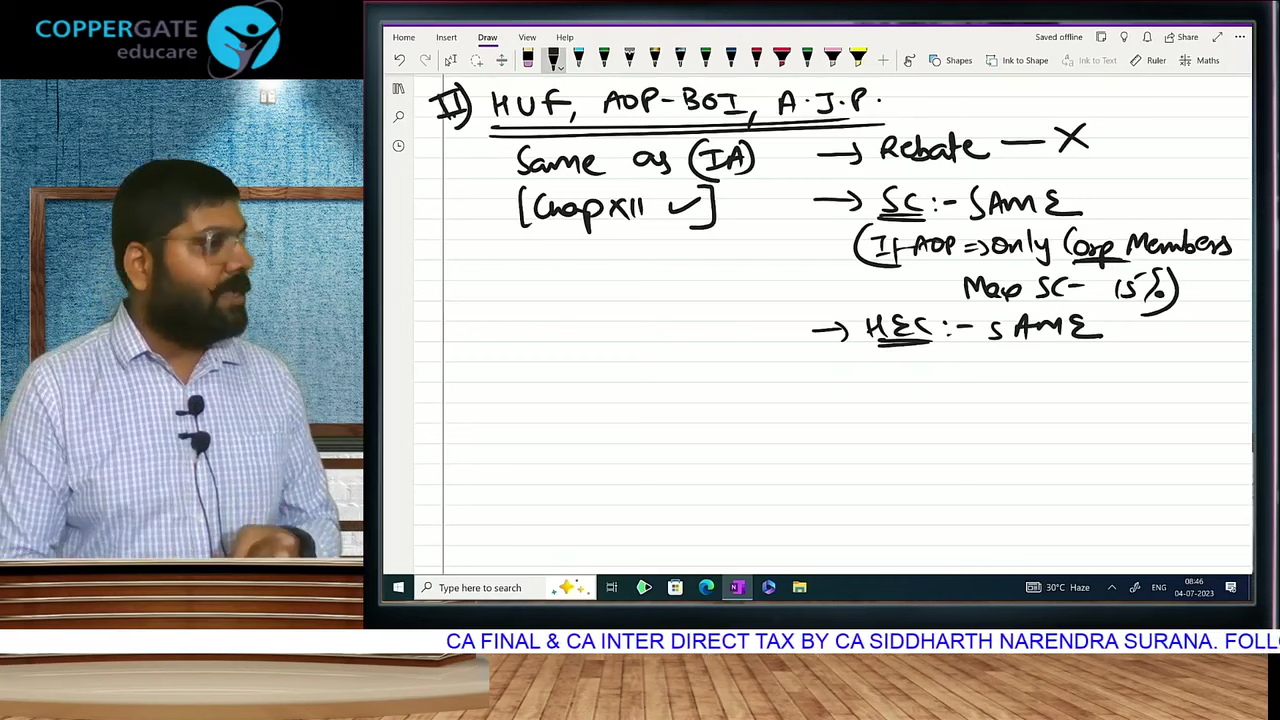 COPPERGATE
educare
Home Insert Draw View Help
Saved offline Share
Shapes Ink to Shape Ink to Text Ruler Maths
II) HUF, AOP-BOI, A.J.P.
Same as (IA) → Rebate — X
[Chap XII ✓] → SC:- SAME
(If AOP => only Corp Members
Max SC- 15%)
→ HEC:- SAME
Type here to search
30°C Haze ENG 08:46
04-07-2023
CA FINAL & CA INTER DIRECT TAX BY CA SIDDHARTH NARENDRA SURANA. FOLL